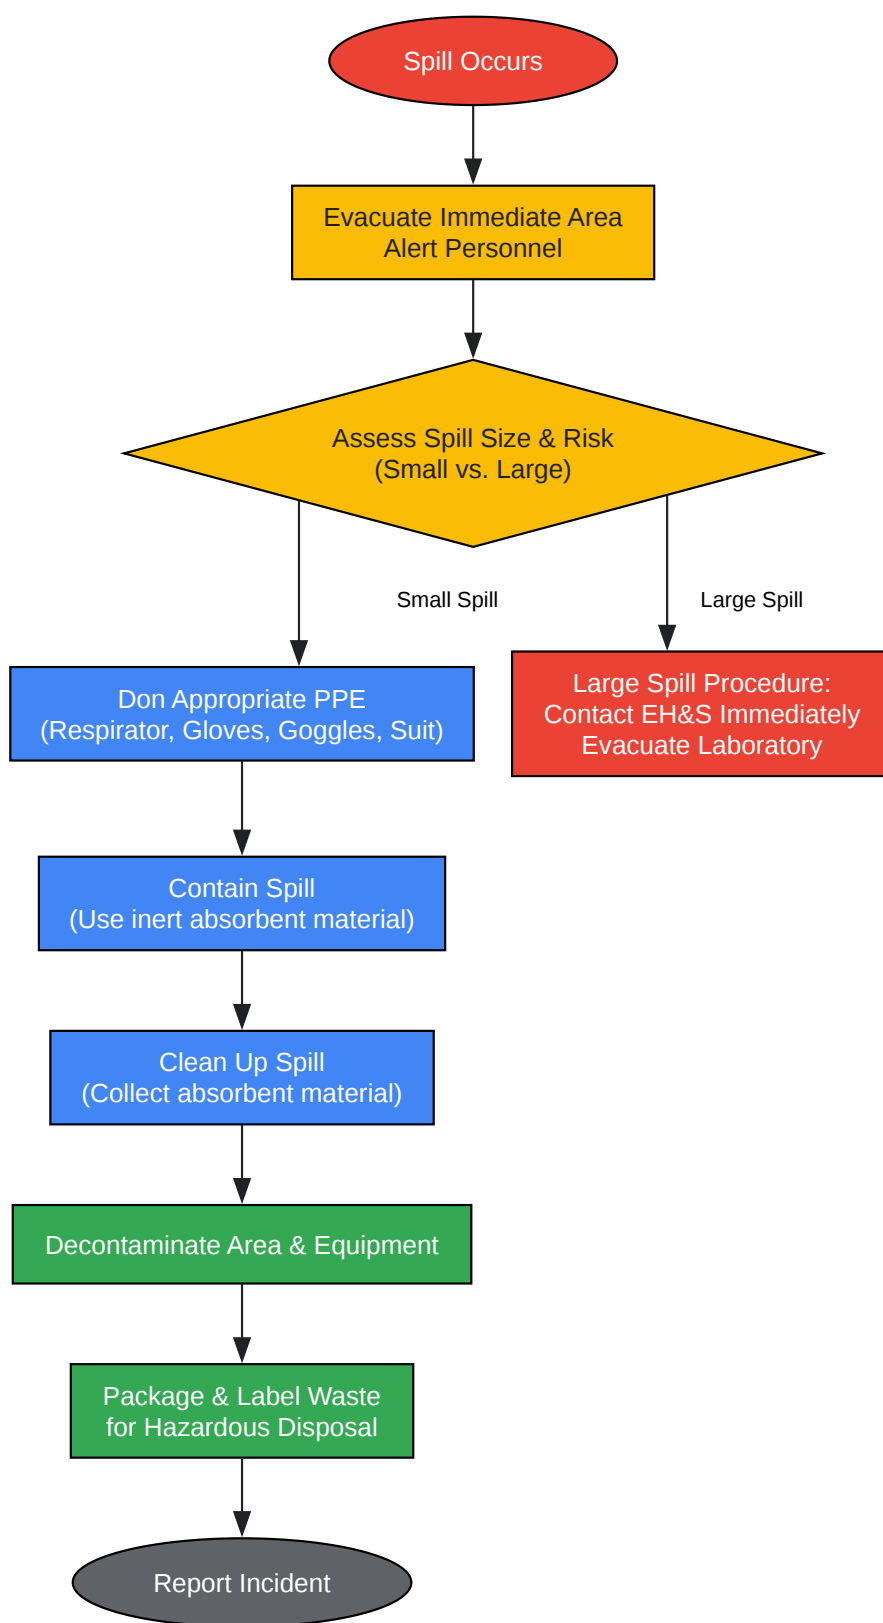 Spill Occurs
Evacuate Immediate Area
Alert Personnel
Assess Spill Size & Risk
(Small vs. Large)
Small Spill
Large Spill
Don Appropriate PPE
(Respirator, Gloves, Goggles, Suit)
Large Spill Procedure:
Contact EH&S Immediately
Evacuate Laboratory
Contain Spill
(Use inert absorbent material)
Clean Up Spill
(Collect absorbent material)
Decontaminate Area & Equipment
Package & Label Waste
for Hazardous Disposal
Report Incident